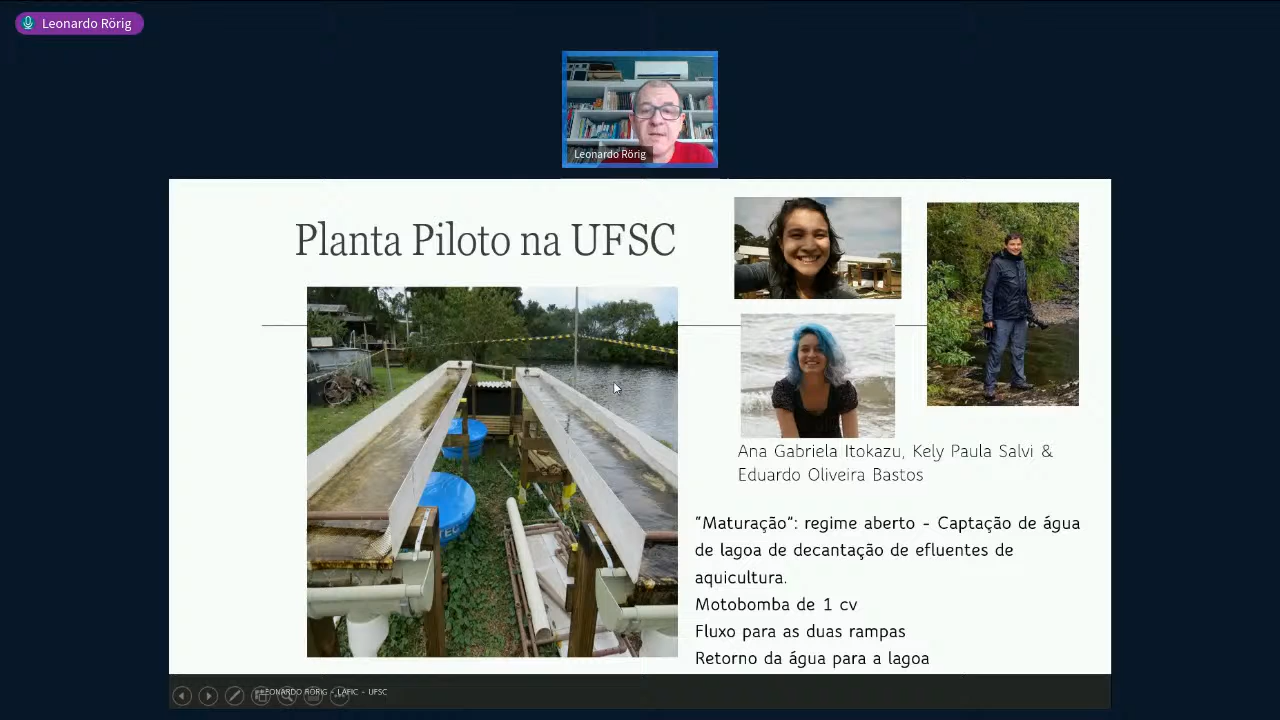 Leonardo Rörig
Leonardo Rörig
Planta Piloto na UFSC
Ana Gabriela Itokazu, Kely Paula Salvi &
Eduardo Oliveira Bastos
"Maturação": regime aberto - Captação de água
de lagoa de decantação de efluentes de
aquicultura.
Motobomba de 1 cv
Fluxo para as duas rampas
Retorno da água para a lagoa
LEONARDO RÖRIG - LAFIC - UFSC